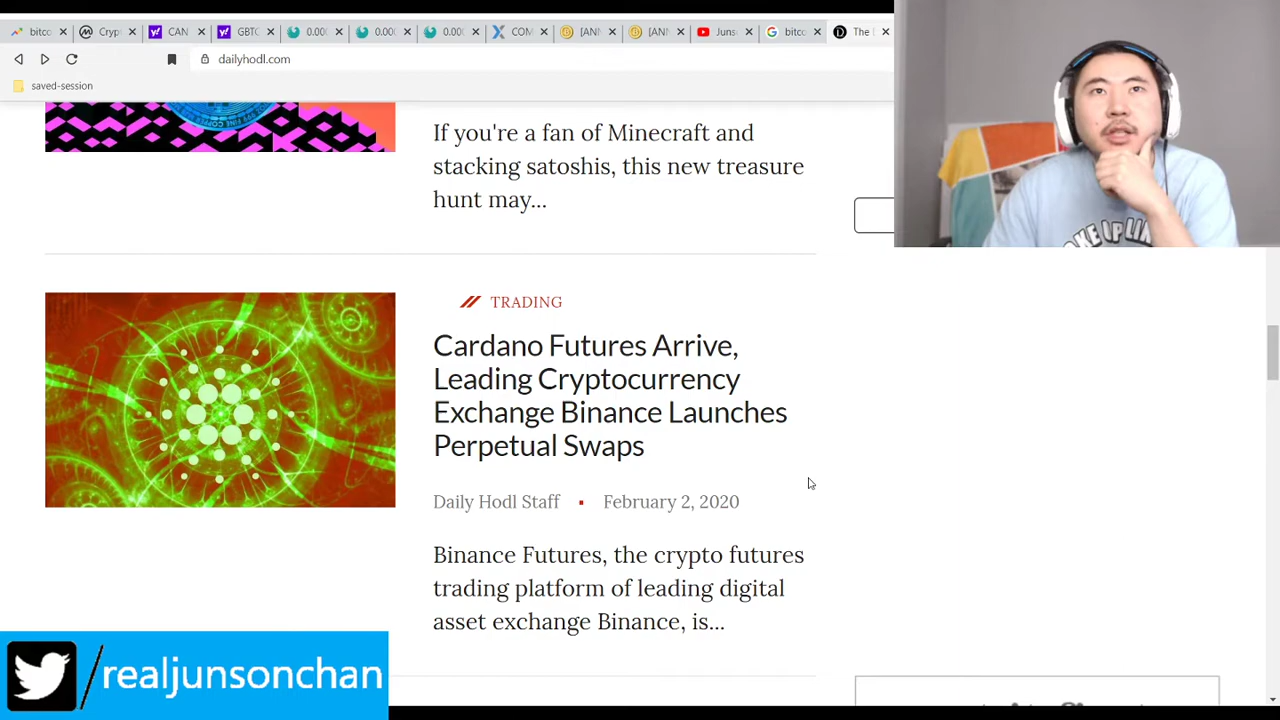 bitco
Cryp
CAN
GBTC
0.00
0.00
0.000
COM
[ANI
[ANI
Juns
bitco
The D
dailyhodl.com
saved-session
If you're a fan of Minecraft and
stacking satoshis, this new treasure
hunt may...
TRADING
Cardano Futures Arrive,
Leading Cryptocurrency
Exchange Binance Launches
Perpetual Swaps
Daily Hodl Staff ▪ February 2, 2020
Binance Futures, the crypto futures
trading platform of leading digital
asset exchange Binance, is...
/realjunsonchan